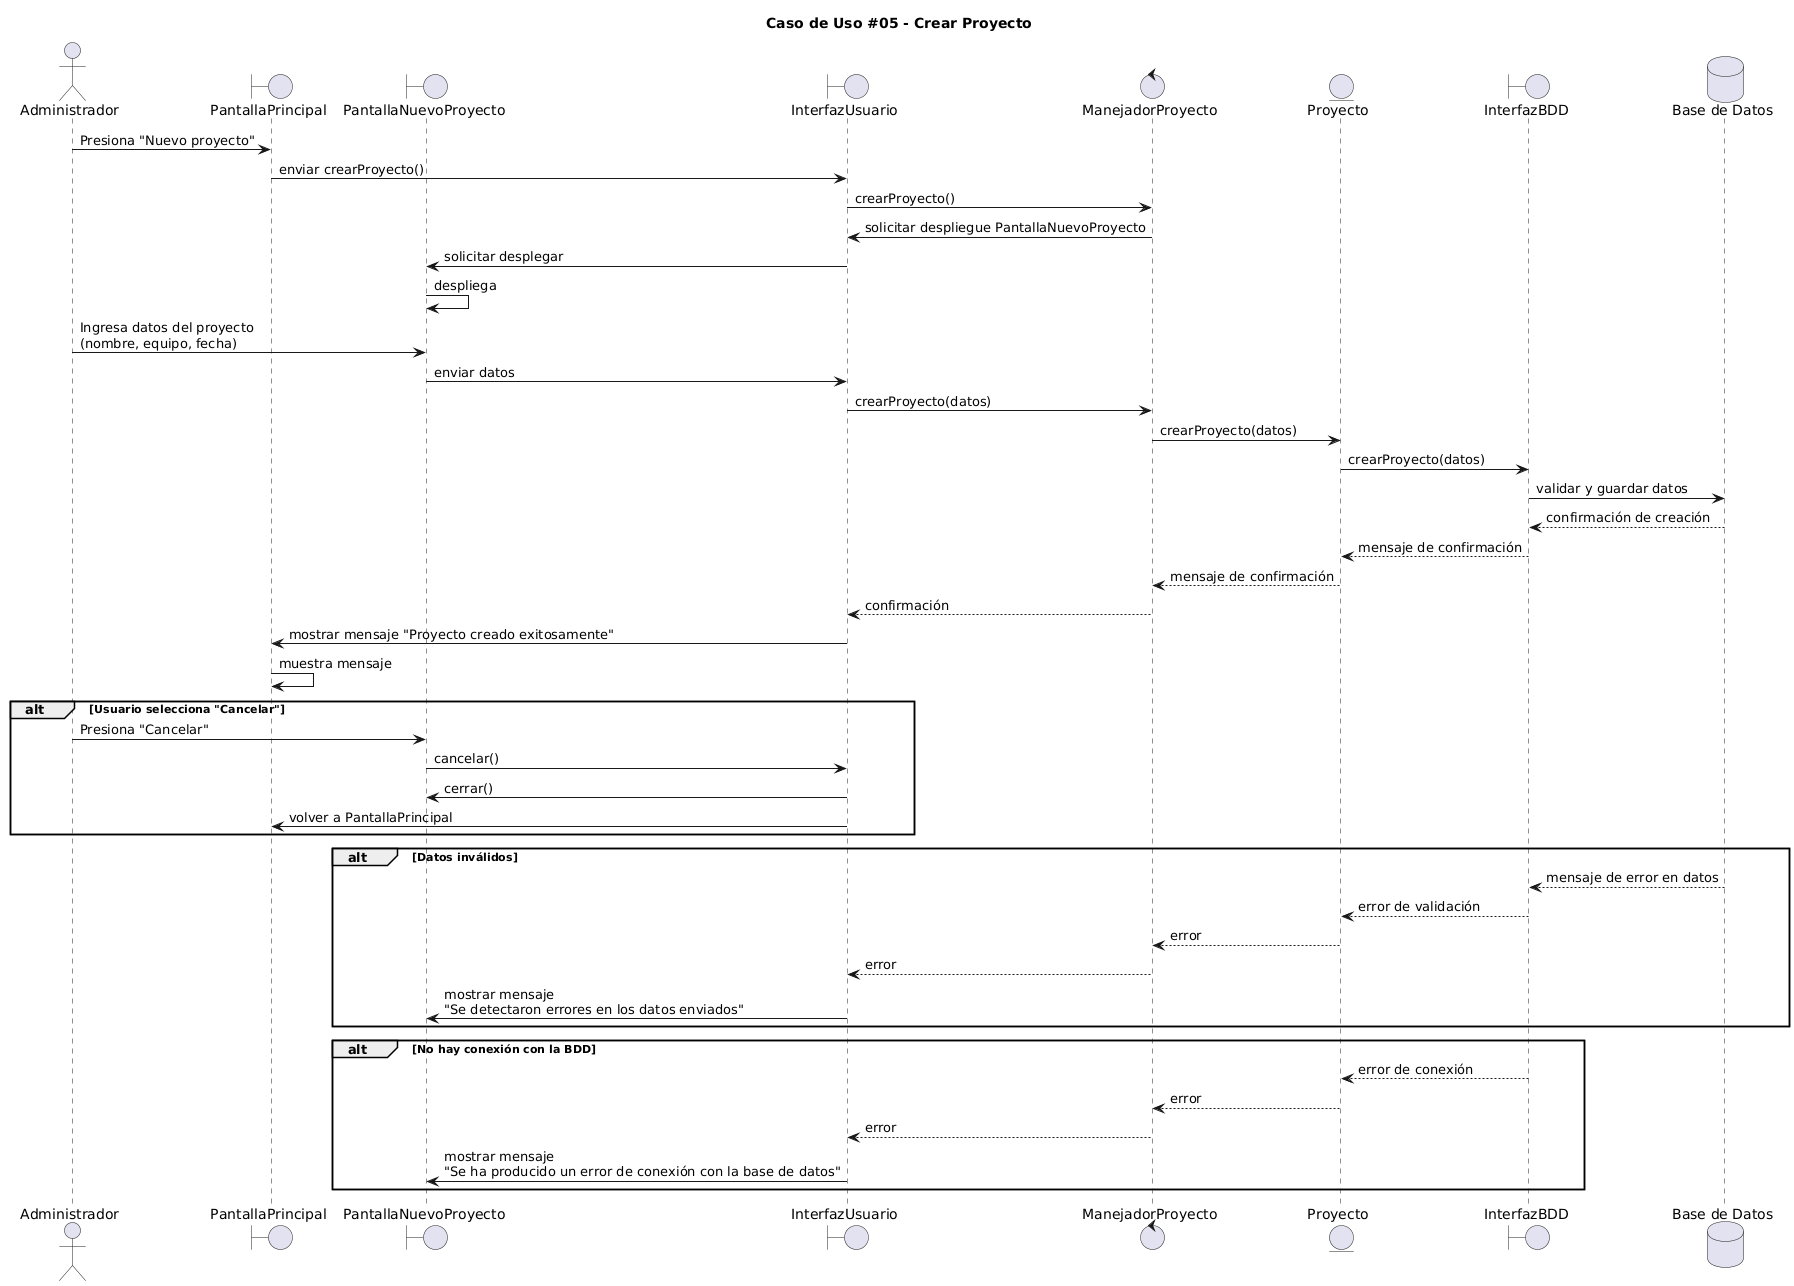 Caso de Uso #05 - Crear Proyecto
Administrador PantallaPrincipal PantallaNuevoProyecto InterfazUsuario ManejadorProyecto Proyecto InterfazBDD Base de Datos
Presiona "Nuevo proyecto"
enviar crearProyecto()
crearProyecto()
solicitar despliegue PantallaNuevoProyecto
solicitar desplegar
despliega
Ingresa datos del proyecto
(nombre, equipo, fecha)
enviar datos
crearProyecto(datos)
crearProyecto(datos)
crearProyecto(datos)
validar y guardar datos
confirmación de creación
mensaje de confirmación
mensaje de confirmación
confirmación
mostrar mensaje "Proyecto creado exitosamente"
muestra mensaje
alt [Usuario selecciona "Cancelar"]
Presiona "Cancelar"
cancelar()
cerrar()
volver a PantallaPrincipal
alt [Datos inválidos]
mensaje de error en datos
error de validación
error
error
mostrar mensaje
"Se detectaron errores en los datos enviados"
alt [No hay conexión con la BDD]
error de conexión
error
error
mostrar mensaje
"Se ha producido un error de conexión con la base de datos"
Administrador PantallaPrincipal PantallaNuevoProyecto InterfazUsuario ManejadorProyecto Proyecto InterfazBDD Base de Datos